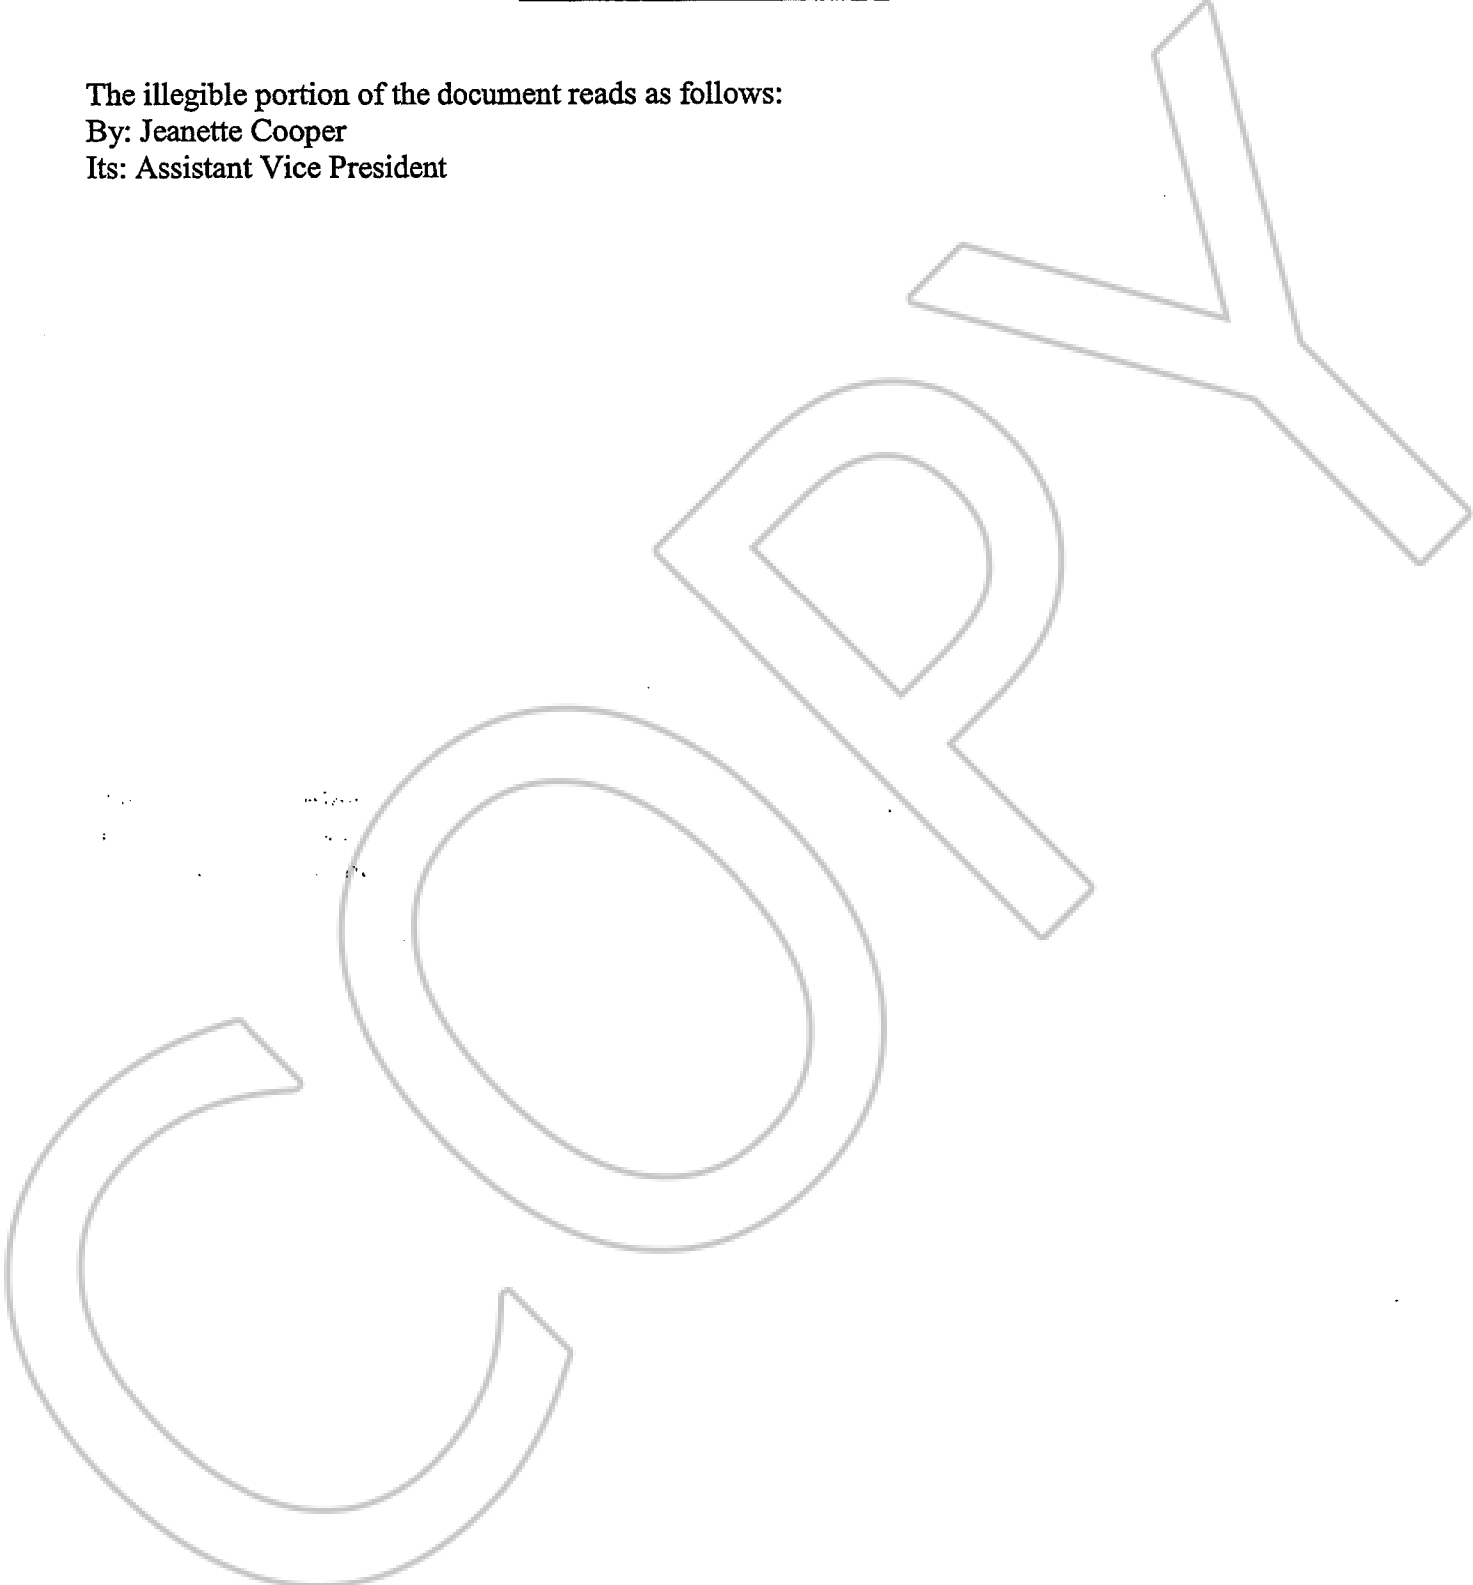 The illegible portion of the document reads as follows:
By: Jeanette Cooper
Its: Assistant Vice President
COPY